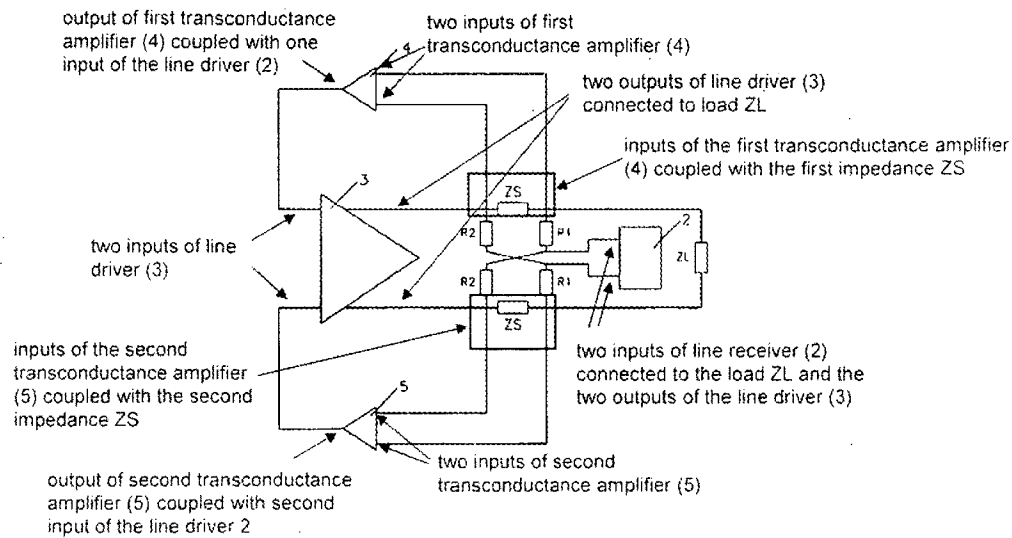 output of first transconductance
amplifier (4) coupled with one
input of the line driver (2)
two inputs of first
transconductance amplifier (4)
4
two outputs of line driver (3)
connected to load ZL
inputs of the first transconductance amplifier
(4) coupled with the first impedance ZS
3
ZS
R2
R1
2
ZL
two inputs of line
driver (3)
R2
R1
ZS
inputs of the second
transconductance amplifier
(5) coupled with the second
impedance ZS
two inputs of line receiver (2)
connected to the load ZL and the
two outputs of the line driver (3)
5
two inputs of second
transconductance amplifier (5)
output of second transconductance
amplifier (5) coupled with second
input of the line driver 2